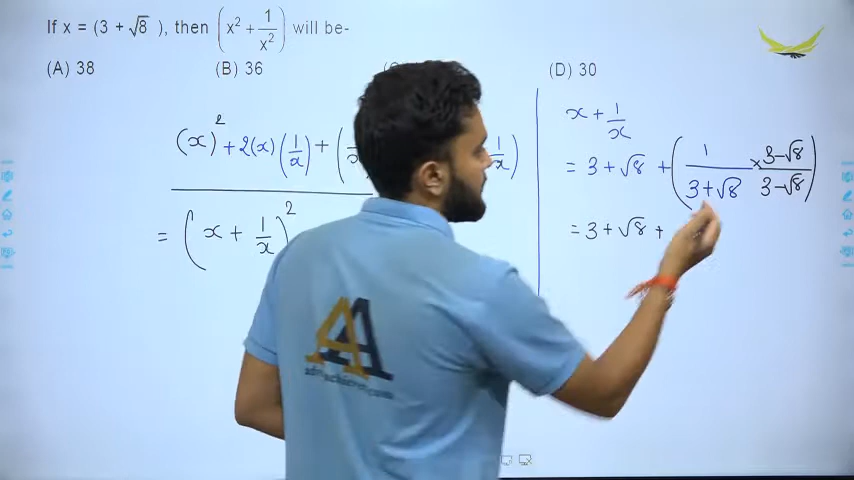 If x = (3 + √8 ), then (x² + 1/x²) will be-
(A) 38 (B) 36 (D) 30
(x)² + 2(x)(1/x) + (
1/x)
= (x + 1/x)²
x + 1/x
= 3 + √8 + (1/(3+√8) × (3-√8)/(3-√8))
= 3 + √8 +